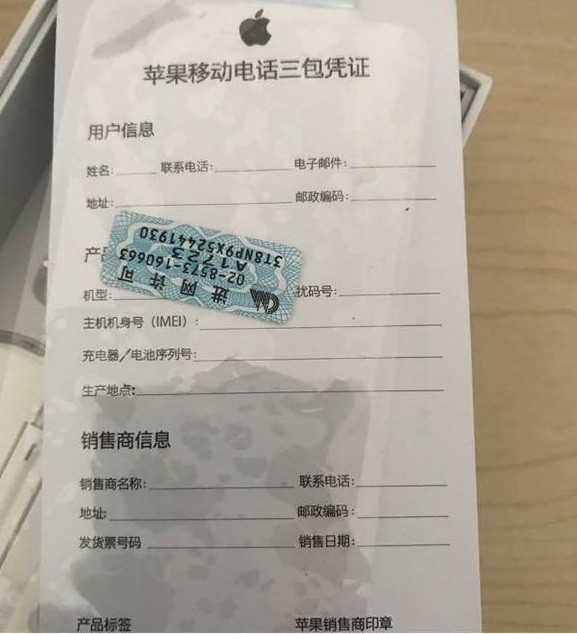 苹果移动电话三包凭证
用户信息
姓名: 联系电话: 电子邮件:
地址: 邮政编码:
产
进网许可
02-8573-160663
A1723
3T8NP9X52441930
机型: 扰码号:
主机机身号（IMEI）:
充电器/电池序列号:
生产地点:
销售商信息
销售商名称: 联系电话:
地址: 邮政编码:
发货票号码 销售日期:
产品标签 苹果销售商印章